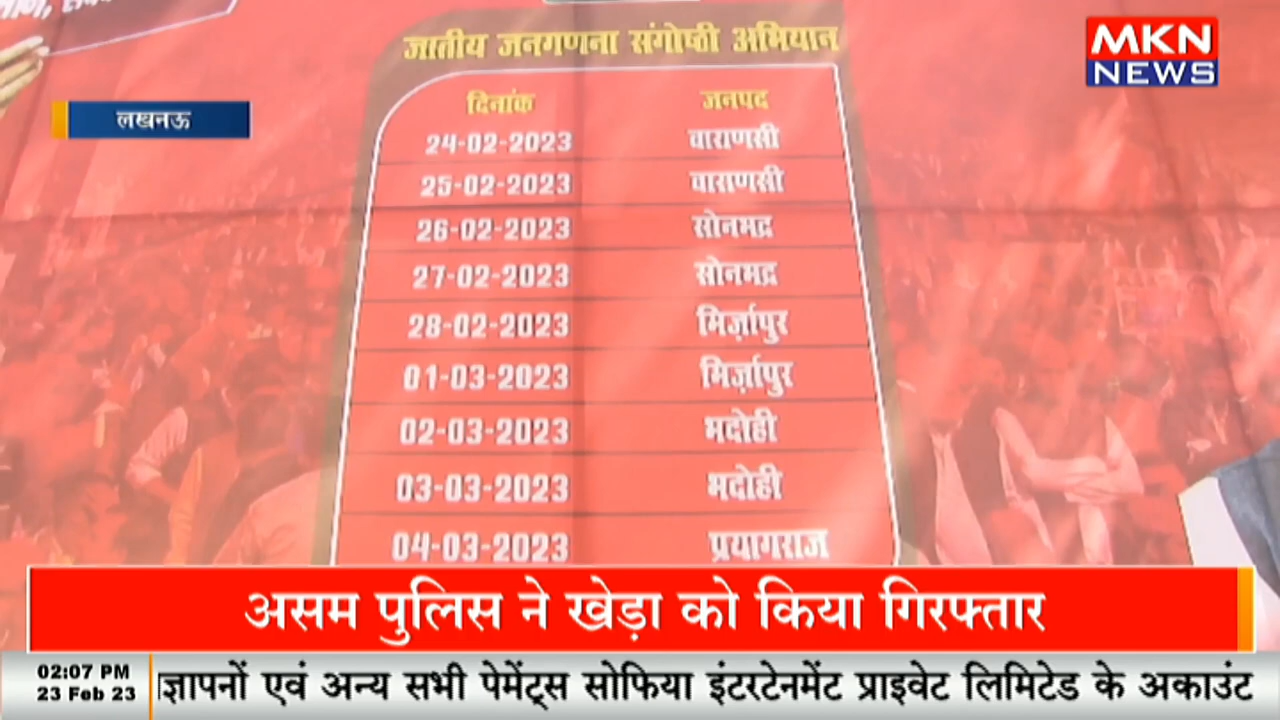 MKN
NEWS
लखनऊ
जातीय जनगणना संगोष्ठी अभियान
दिनांक जनपद
24-02-2023 वाराणसी
25-02-2023 वाराणसी
26-02-2023 सोनभद्र
27-02-2023 सोनभद्र
28-02-2023 मिर्ज़ापुर
01-03-2023 मिर्ज़ापुर
02-03-2023 भदोही
03-03-2023 भदोही
04-03-2023 प्रयागराज
असम पुलिस ने खेड़ा को किया गिरफ्तार
02:07 PM
23 Feb 23
ज्ञापनों एवं अन्य सभी पेमेंट्स सोफिया इंटरटेनमेंट प्राइवेट लिमिटेड के अकाउंट